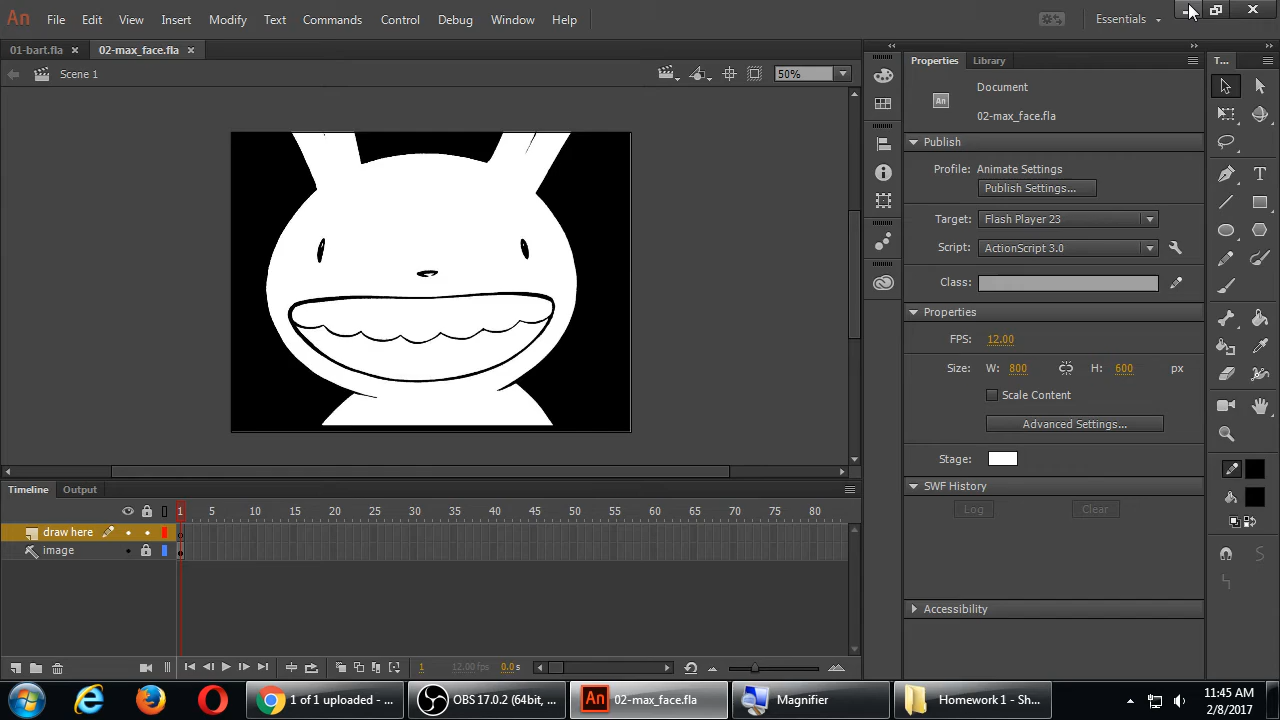 An File Edit View Insert Modify Text Commands Control Debug Window Help Essentials
01-bart.fla 02-max_face.fla
Scene 1 50%
Properties Library T...
Document
An 02-max_face.fla
Publish
Profile: Animate Settings
Publish Settings...
Target: Flash Player 23
Script: ActionScript 3.0
Class:
Properties
FPS: 12.00
Size: W: 800 H: 600 px
Scale Content
Advanced Settings...
Stage:
SWF History
Log Clear
Accessibility
Timeline Output
1 5 10 15 20 25 30 35 40 45 50 55 60 65 70 75 80
draw here
image
1 12.00 fps 0.0 s
1 of 1 uploaded - ... OBS 17.0.2 (64bit, ... An 02-max_face.fla Magnifier Homework 1 - Sh...
11:45 AM
2/8/2017